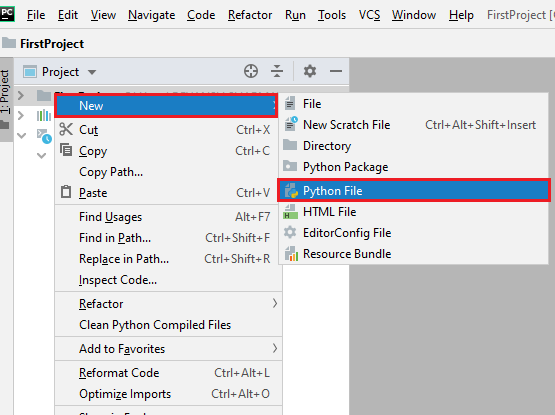 PC File Edit View Navigate Code Refactor Run Tools VCS Window Help FirstProject
FirstProject
1: Project
Project
New
Cut Ctrl+X
Copy Ctrl+C
Copy Path...
Paste Ctrl+V
Find Usages Alt+F7
Find in Path... Ctrl+Shift+F
Replace in Path... Ctrl+Shift+R
Inspect Code...
Refactor
Clean Python Compiled Files
Add to Favorites
Reformat Code Ctrl+Alt+L
Optimize Imports Ctrl+Alt+O
File
New Scratch File Ctrl+Alt+Shift+Insert
Directory
Python Package
Python File
HTML File
EditorConfig File
Resource Bundle